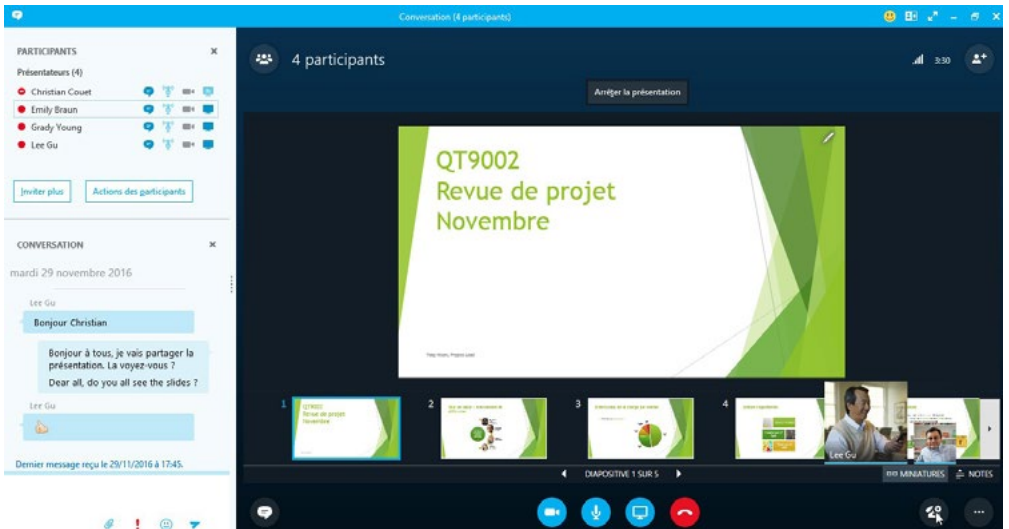 Conversation (4 participants)
PARTICIPANTS
Présentateurs (4)
Christian Couet
Emily Braun
Grady Young
Lee Gu
Inviter plus
Actions des participants
CONVERSATION
mardi 29 novembre 2016
Lee Gu
Bonjour Christian
Bonjour à tous, je vais partager la
présentation. La voyez-vous ?
Dear all, do you all see the slides ?
Lee Gu
Dernier message reçu le 29/11/2016 à 17:45.
4 participants
3:30
Arrêter la présentation
QT9002
Revue de projet
Novembre
1
QT9002
Revue de projet
Novembre
2
3
4
Lee Gu
DIAPOSITIVE 1 SUR 5
MINIATURES
NOTES